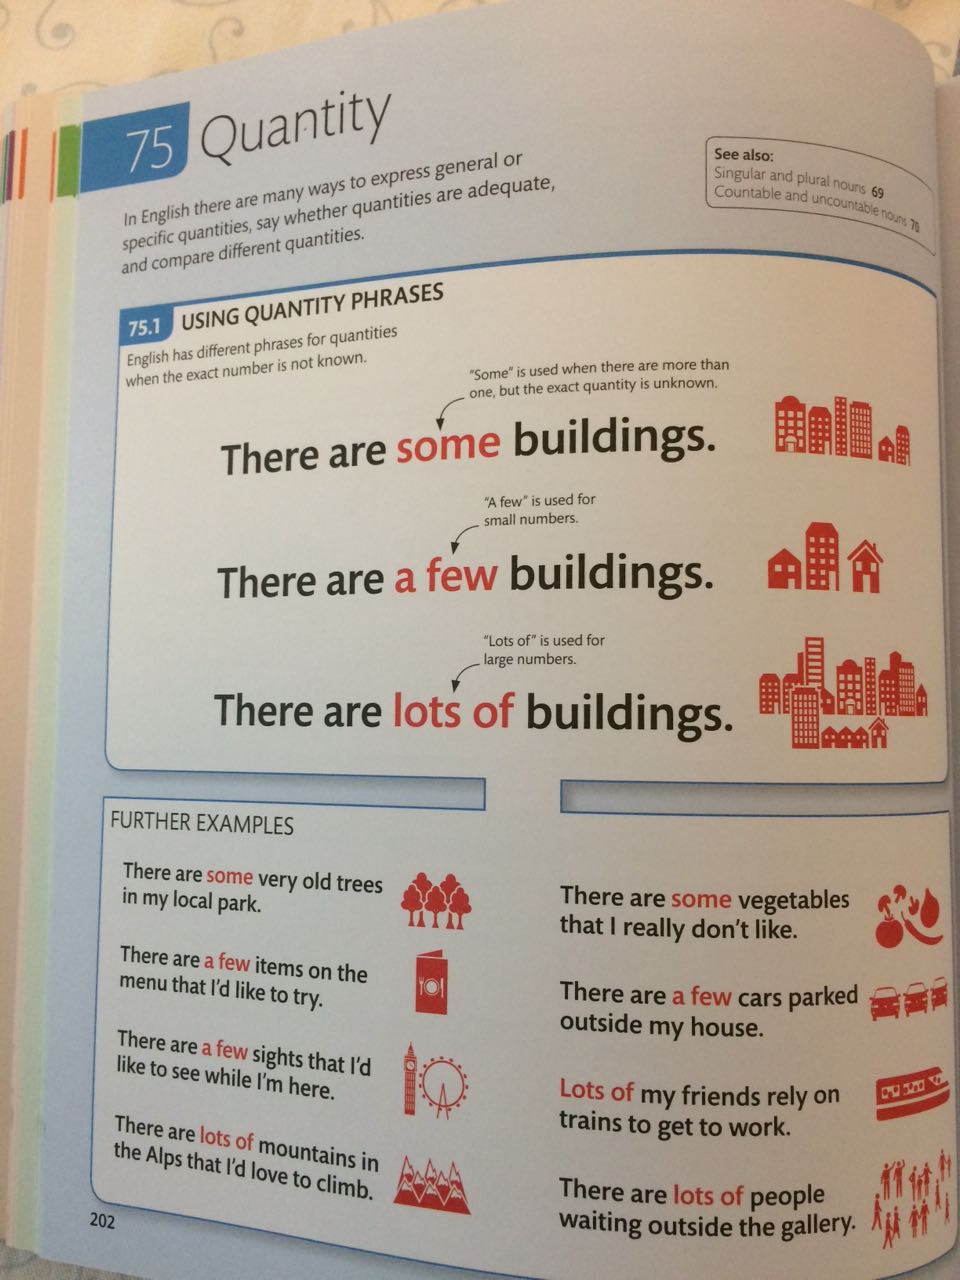 75 Quantity
In English there are many ways to express general or
specific quantities, say whether quantities are adequate,
and compare different quantities.
See also:
Singular and plural nouns 69
Countable and uncountable nouns 70
75.1 USING QUANTITY PHRASES
English has different phrases for quantities
when the exact number is not known.
"Some" is used when there are more than
one, but the exact quantity is unknown.
There are some buildings.
"A few" is used for
small numbers.
There are a few buildings.
"Lots of" is used for
large numbers.
There are lots of buildings.
FURTHER EXAMPLES
There are some very old trees
in my local park.
There are a few items on the
menu that I'd like to try.
There are a few sights that I'd
like to see while I'm here.
There are lots of mountains in
the Alps that I'd love to climb.
There are some vegetables
that I really don't like.
There are a few cars parked
outside my house.
Lots of my friends rely on
trains to get to work.
There are lots of people
waiting outside the gallery.
202